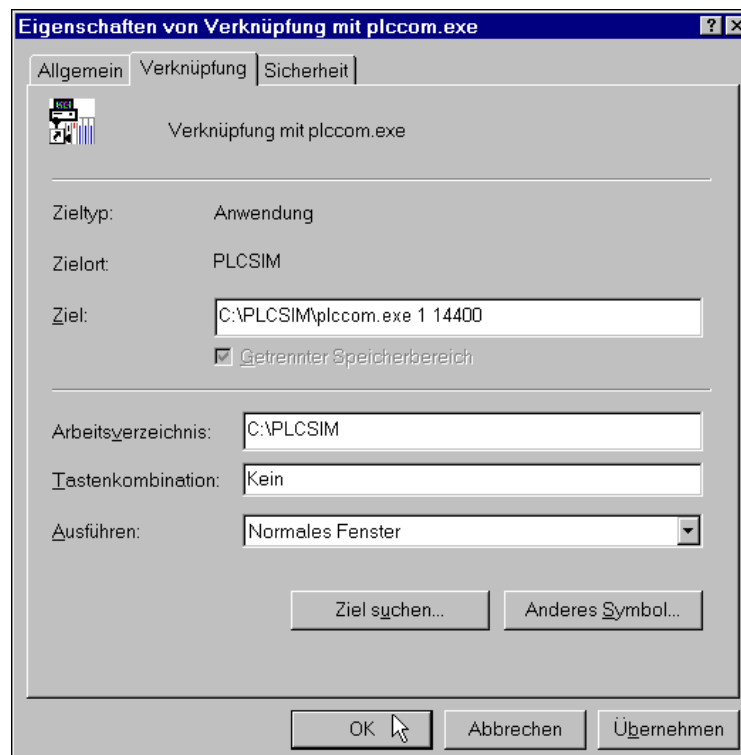 Eigenschaften von Verknüpfung mit plccom.exe
Allgemein Verknüpfung Sicherheit
Verknüpfung mit plccom.exe
Zieltyp: Anwendung
Zielort: PLCSIM
Ziel: C:\PLCSIM\plccom.exe 1 14400
Getrennter Speicherbereich
Arbeitsverzeichnis: C:\PLCSIM
Tastenkombination: Kein
Ausführen: Normales Fenster
Ziel suchen... Anderes Symbol...
OK Abbrechen Übernehmen